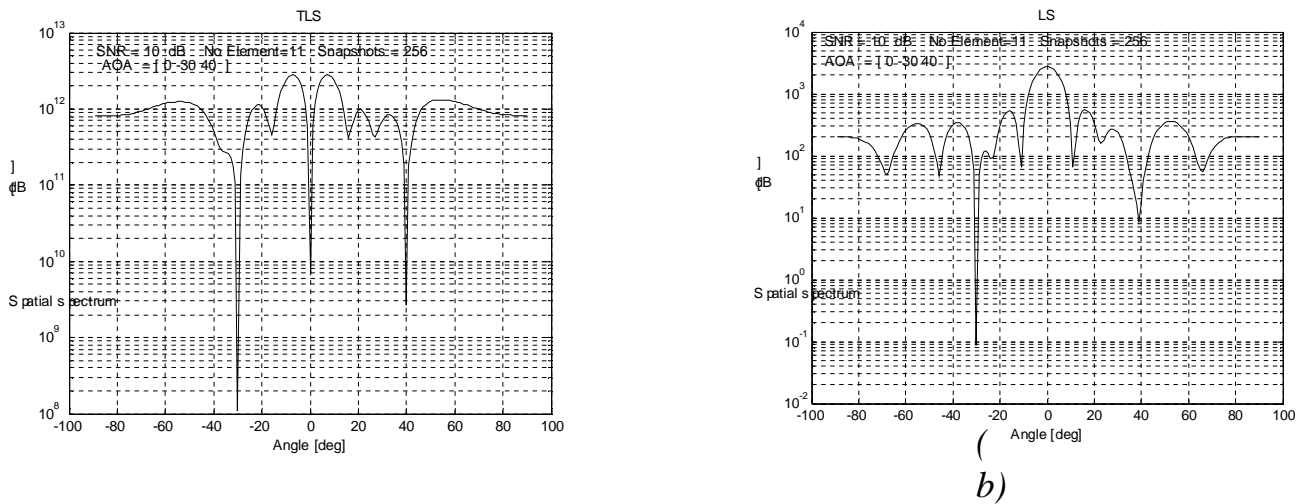 TLS
10^13
SNR = 10 dB No Element=11 Snapshots = 256
AOA = [ 0 -30 40 ]
10^12
]
[dB
10^11
10^10
S patial s pectrum
10^9
10^8
-100 -80 -60 -40 -20 0 20 40 60 80 100
Angle [deg]
LS
10^4
SNR = 10 dB No Element=11 Snapshots = 256
AOA = [ 0 -30 40 ]
10^3
]
10^2
[dB
10^1
10^0
S patial s pectrum
10^-1
10^-2
-100 -80 -60 -40 -20 0 20 40 60 80 100
Angle [deg]
(
b)